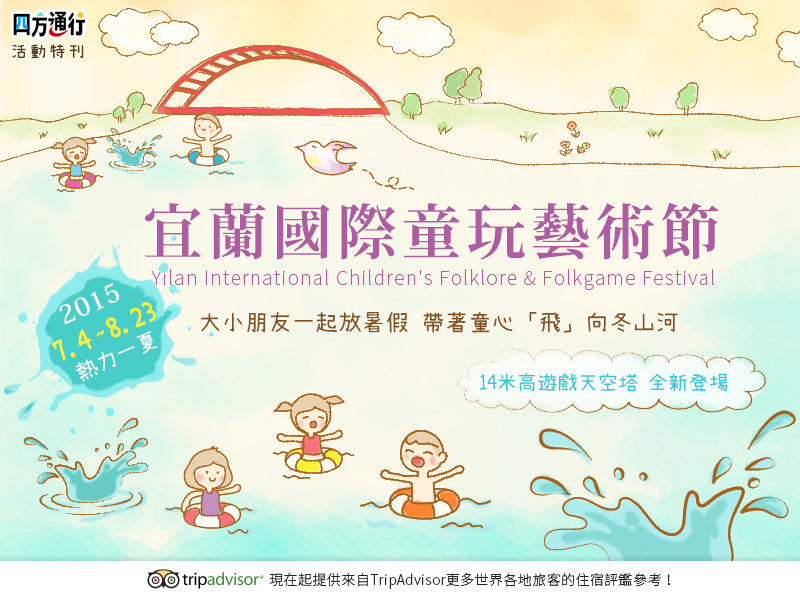 四方通行
活動特刊
宜蘭國際童玩藝術節
Yilan International Children's Folklore & Folkgame Festival
2015
7.4~8.23
熱力一夏
大小朋友一起放暑假 帶著童心「飛」向冬山河
14米高遊戲天空塔 全新登場
tripadvisor® 現在起提供來自TripAdvisor更多世界各地旅客的住宿評鑑參考！